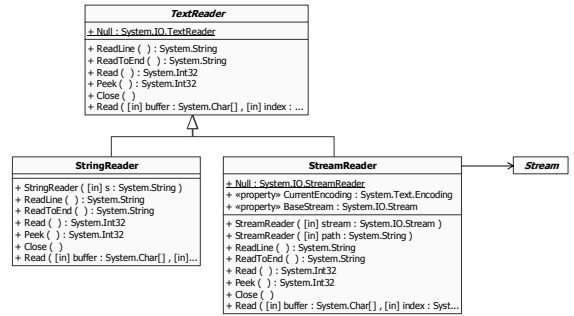 TextReader
+ Null : System.IO.TextReader
+ ReadLine ( ) : System.String
+ ReadToEnd ( ) : System.String
+ Read ( ) : System.Int32
+ Peek ( ) : System.Int32
+ Close ( )
+ Read ( [in] buffer : System.Char[] , [in] index : ...
StringReader
+ StringReader ( [in] s : System.String )
+ ReadLine ( ) : System.String
+ ReadToEnd ( ) : System.String
+ Read ( ) : System.Int32
+ Peek ( ) : System.Int32
+ Close ( )
+ Read ( [in] buffer : System.Char[] , [in]...
StreamReader
+ Null : System.IO.StreamReader
+ «property» CurrentEncoding : System.Text.Encoding
+ «property» BaseStream : System.IO.Stream
+ StreamReader ( [in] stream : System.IO.Stream )
+ StreamReader ( [in] path : System.String )
+ ReadLine ( ) : System.String
+ ReadToEnd ( ) : System.String
+ Read ( ) : System.Int32
+ Peek ( ) : System.Int32
+ Close ( )
+ Read ( [in] buffer : System.Char[] , [in] index : Syst...
Stream